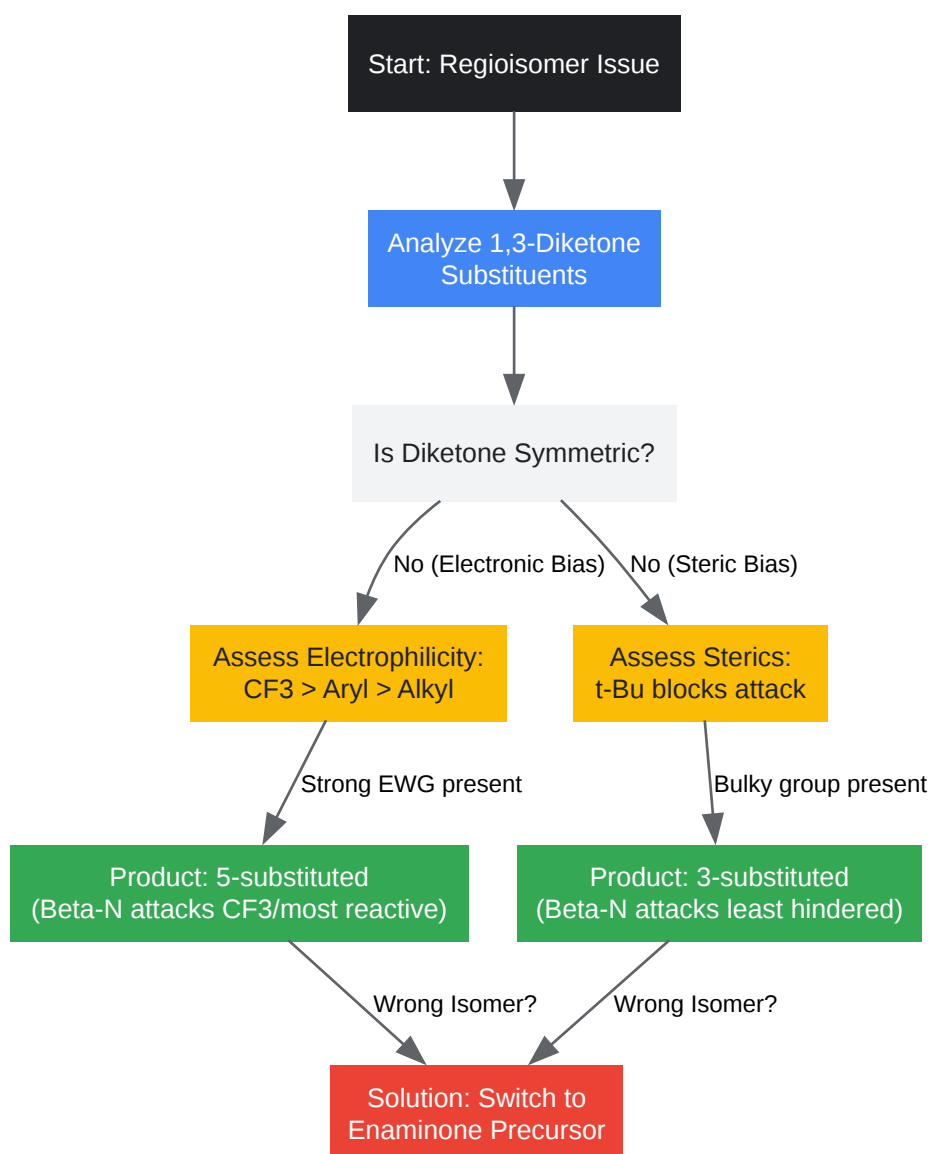 Start: Regioisomer Issue
Analyze 1,3-Diketone
Substituents
Is Diketone Symmetric?
No (Electronic Bias)
No (Steric Bias)
Assess Electrophilicity:
CF3 > Aryl > Alkyl
Assess Sterics:
t-Bu blocks attack
Strong EWG present
Bulky group present
Product: 5-substituted
(Beta-N attacks CF3/most reactive)
Product: 3-substituted
(Beta-N attacks least hindered)
Wrong Isomer?
Wrong Isomer?
Solution: Switch to
Enaminone Precursor